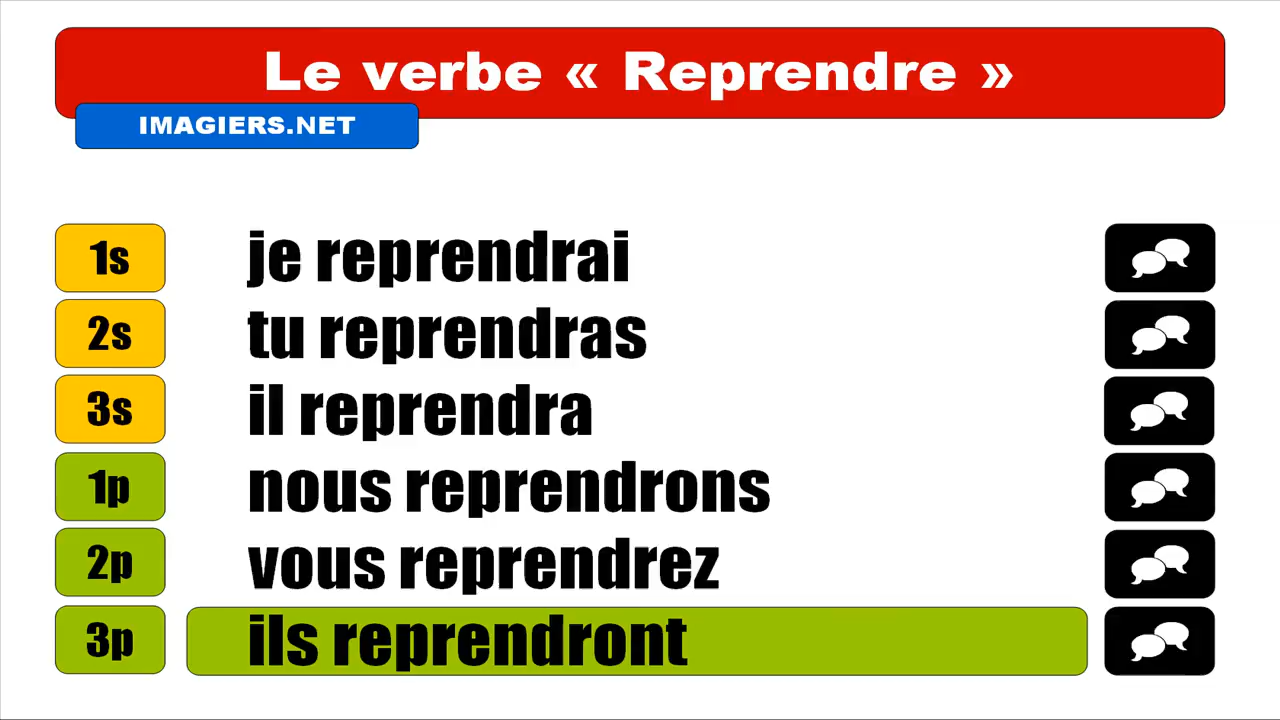 Le verbe « Reprendre »
IMAGIERS.NET
1s je reprendrai
2s tu reprendras
3s il reprendra
1p nous reprendrons
2p vous reprendrez
3p ils reprendront